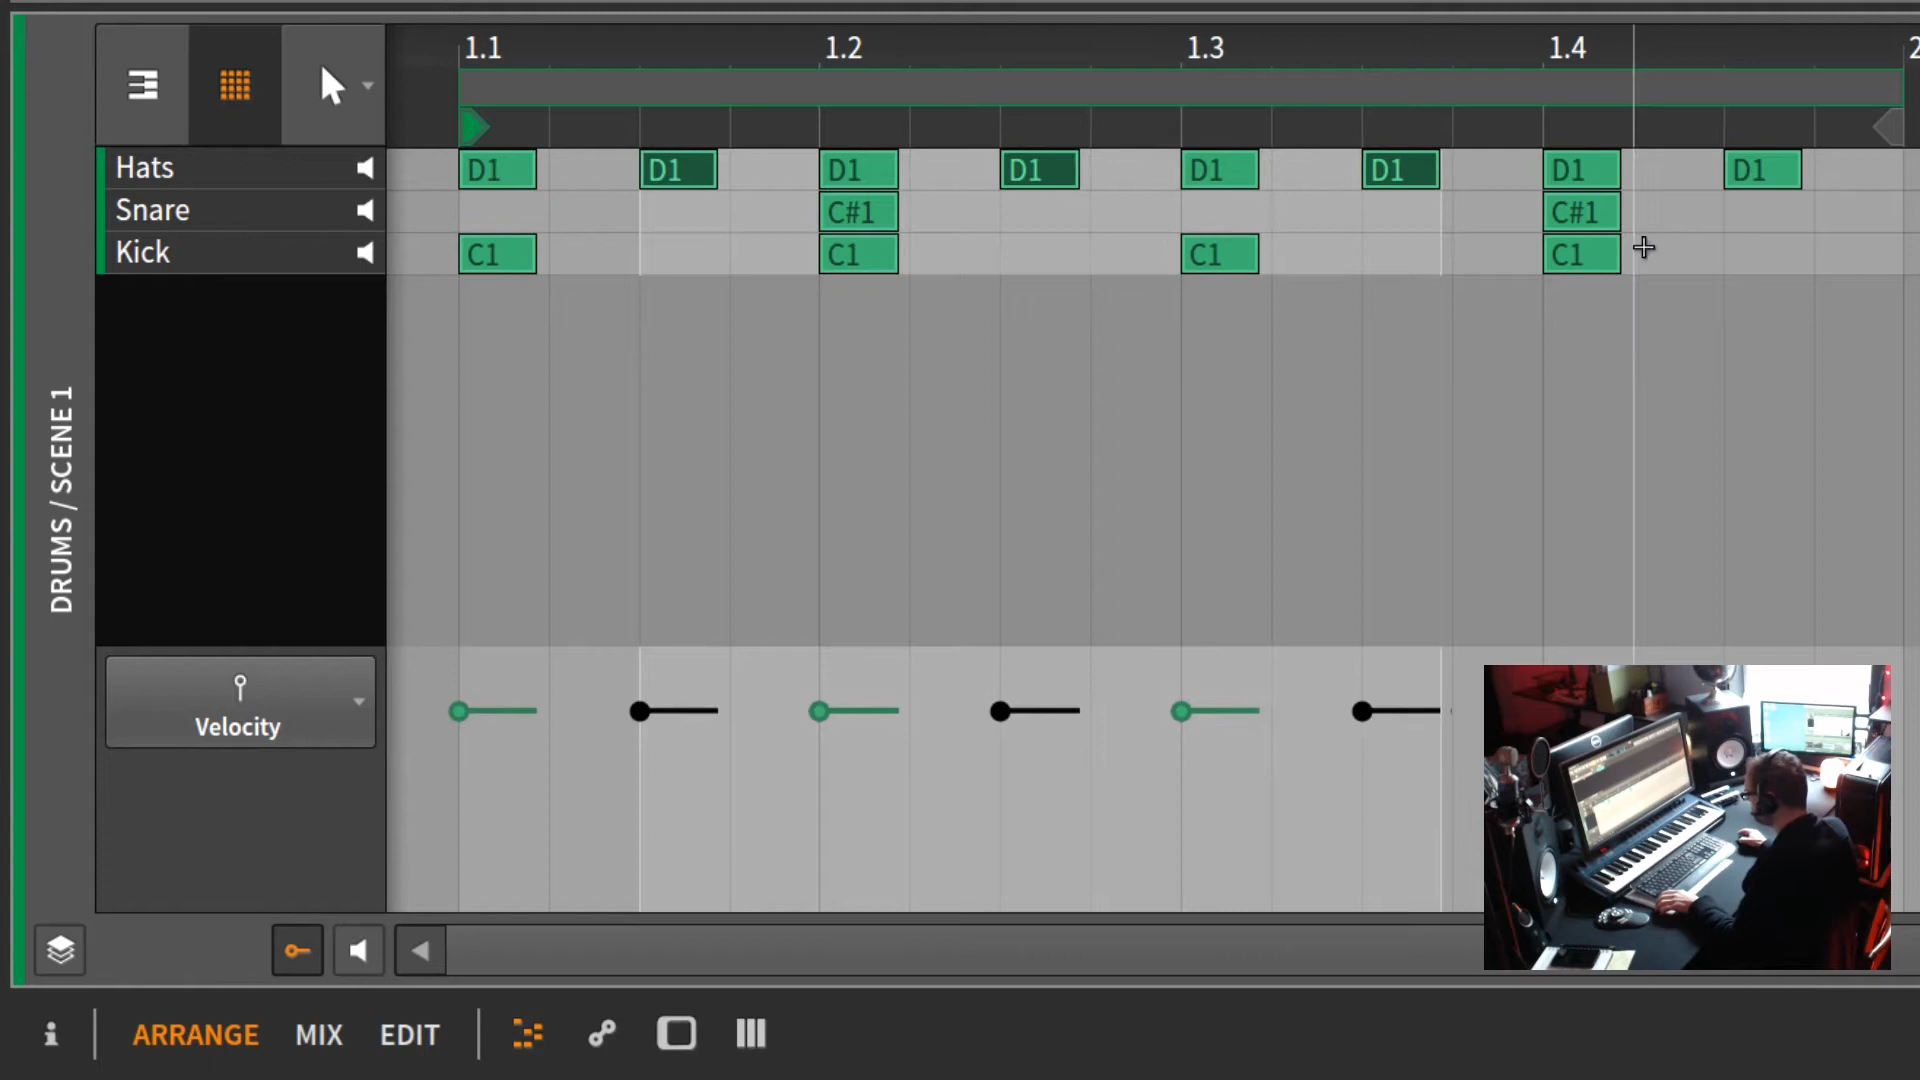 1.1 1.2 1.3 1.4 2
Hats D1 D1 D1 D1 D1 D1 D1 D1
Snare C#1 C#1
Kick C1 C1 C1 C1
DRUMS / SCENE 1
Velocity
i ARRANGE MIX EDIT